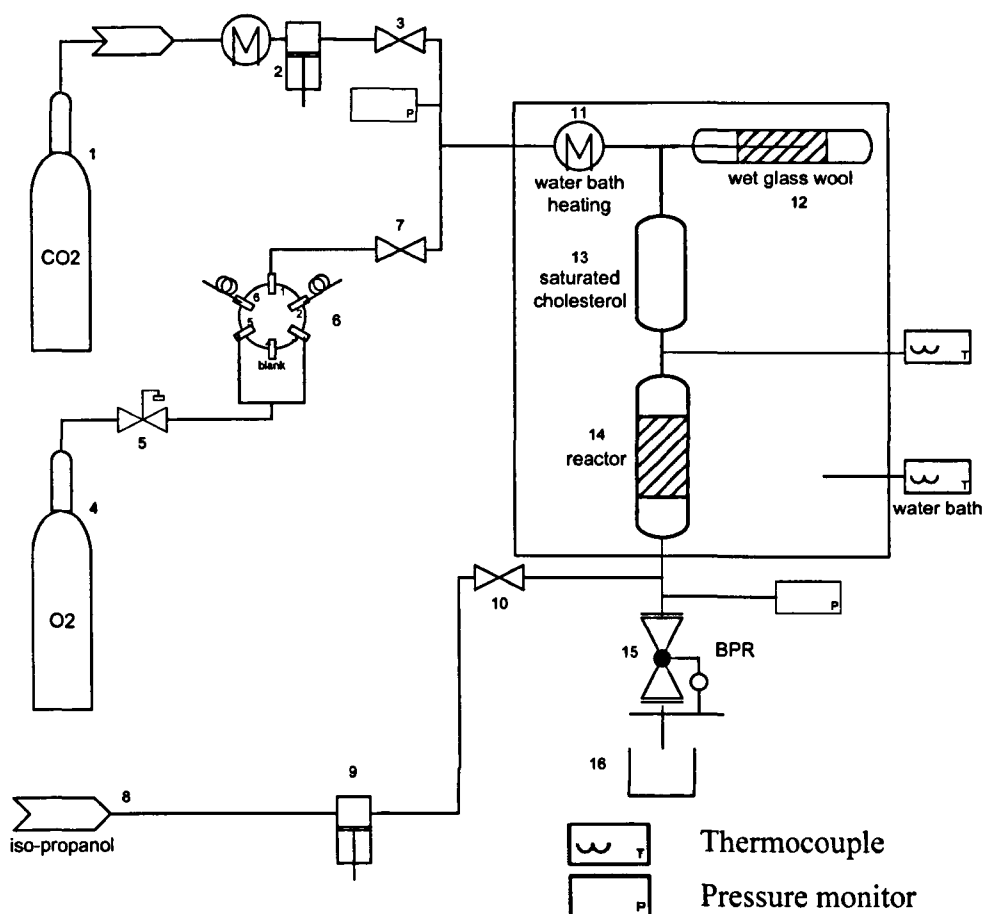 3
2
P
1
CO2
11
water bath
heating
wet glass wool
12
7
13
saturated
cholesterol
6
1
2
5
blank
6
T
5
14
reactor
4
O2
T
water bath
10
P
15
BPR
16
9
8
iso-propanol
T
Thermocouple
P
Pressure monitor